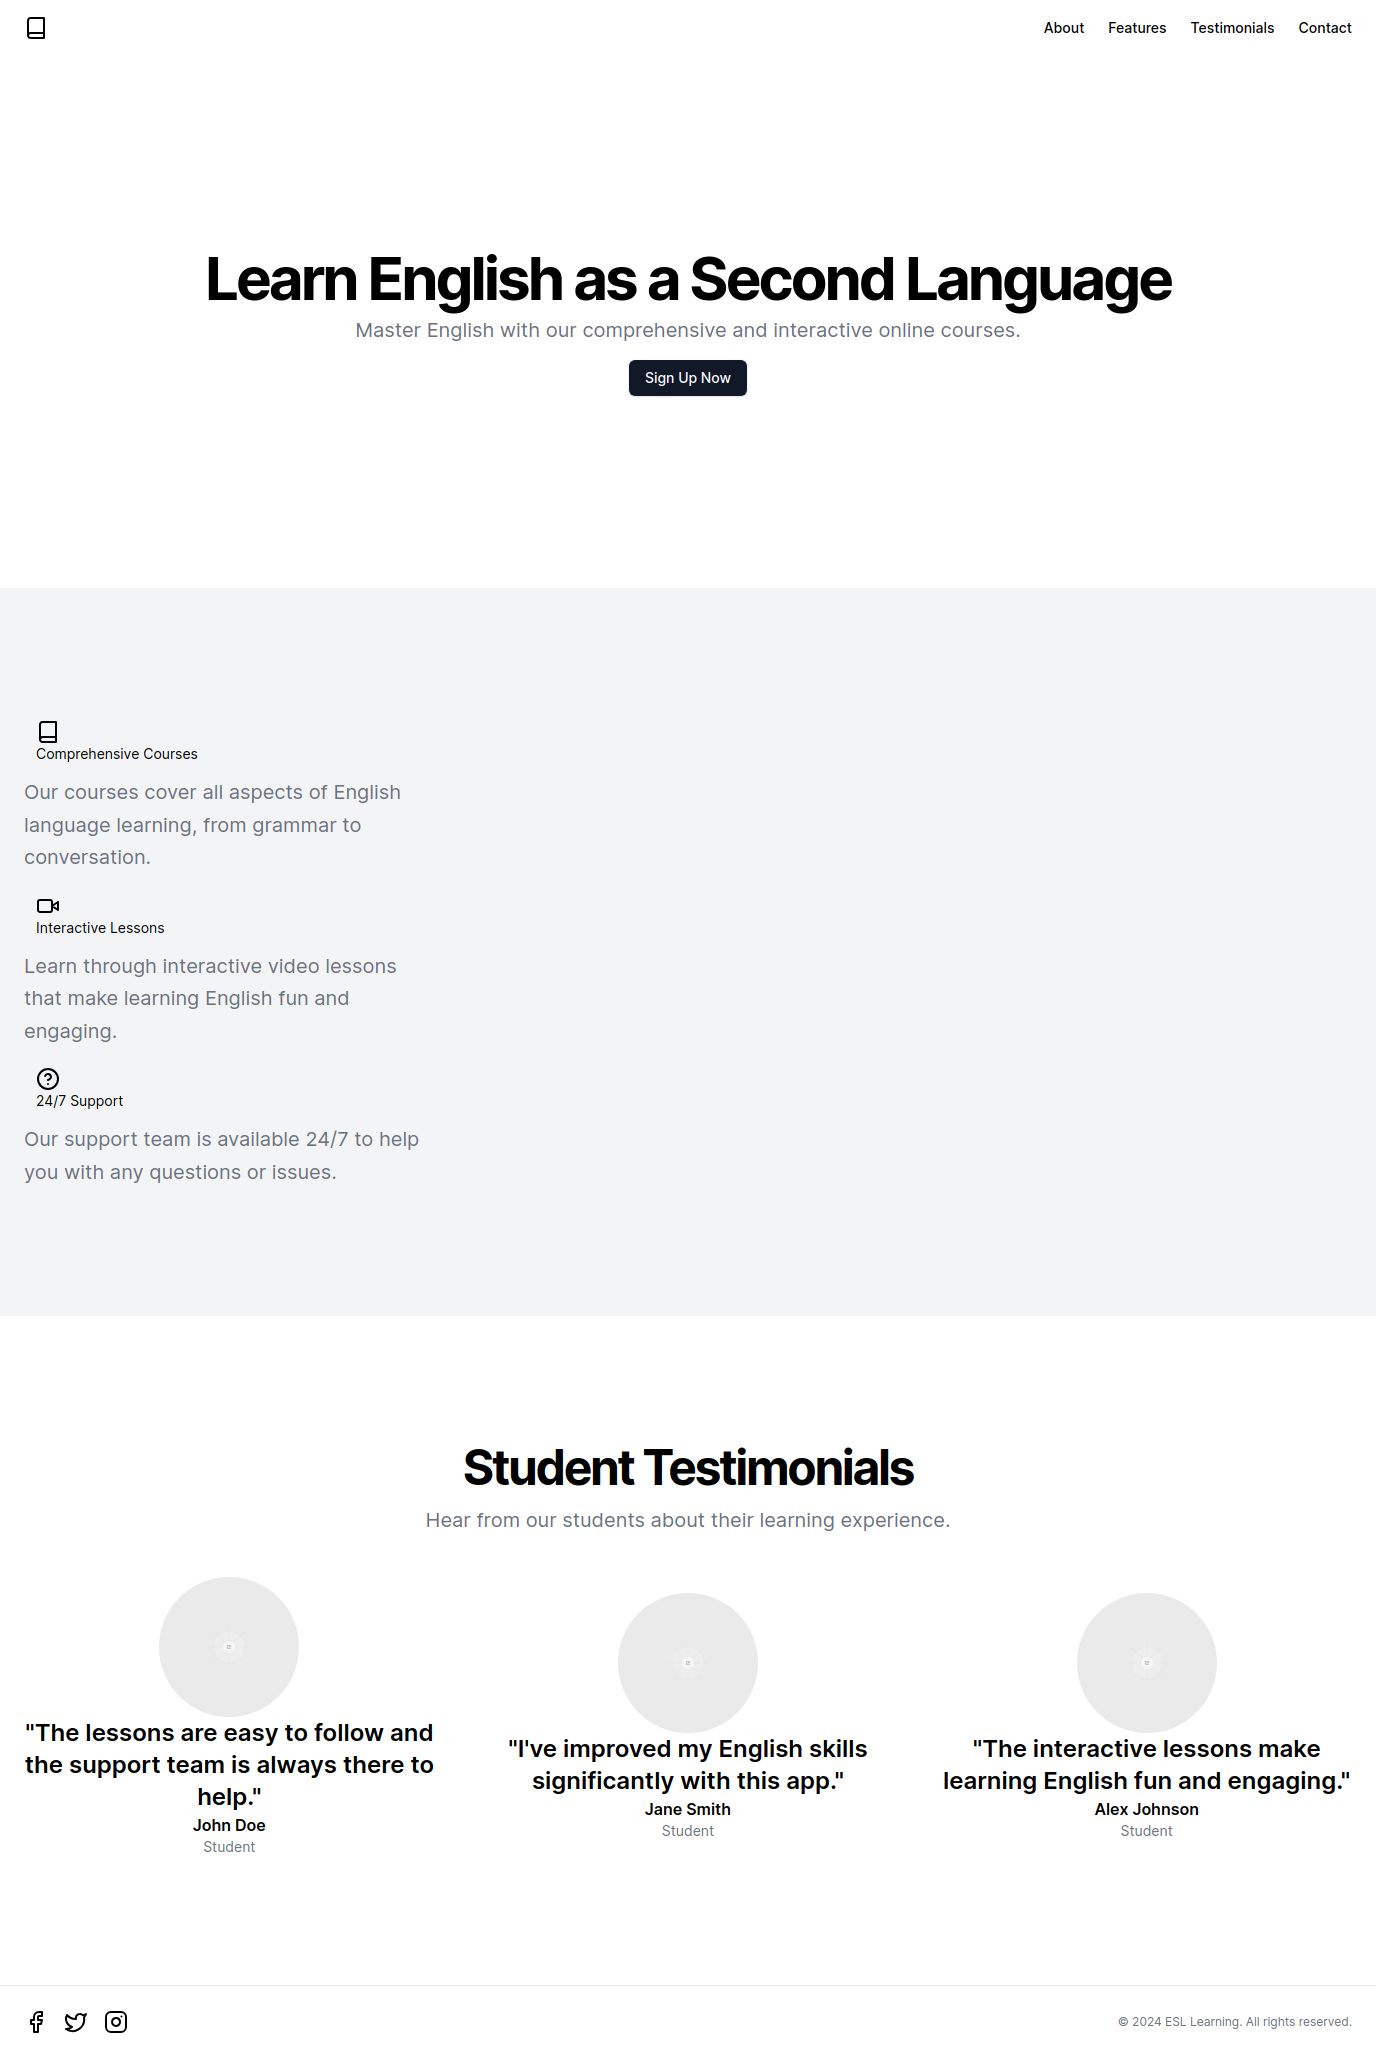 About Features Testimonials Contact
Learn English as a Second Language
Master English with our comprehensive and interactive online courses.
Sign Up Now
Comprehensive Courses
Our courses cover all aspects of English
language learning, from grammar to
conversation.
Interactive Lessons
Learn through interactive video lessons
that make learning English fun and
engaging.
24/7 Support
Our support team is available 24/7 to help
you with any questions or issues.
Student Testimonials
Hear from our students about their learning experience.
"The lessons are easy to follow and
the support team is always there to
help."
John Doe
Student
"I've improved my English skills
significantly with this app."
Jane Smith
Student
"The interactive lessons make
learning English fun and engaging."
Alex Johnson
Student
© 2024 ESL Learning. All rights reserved.